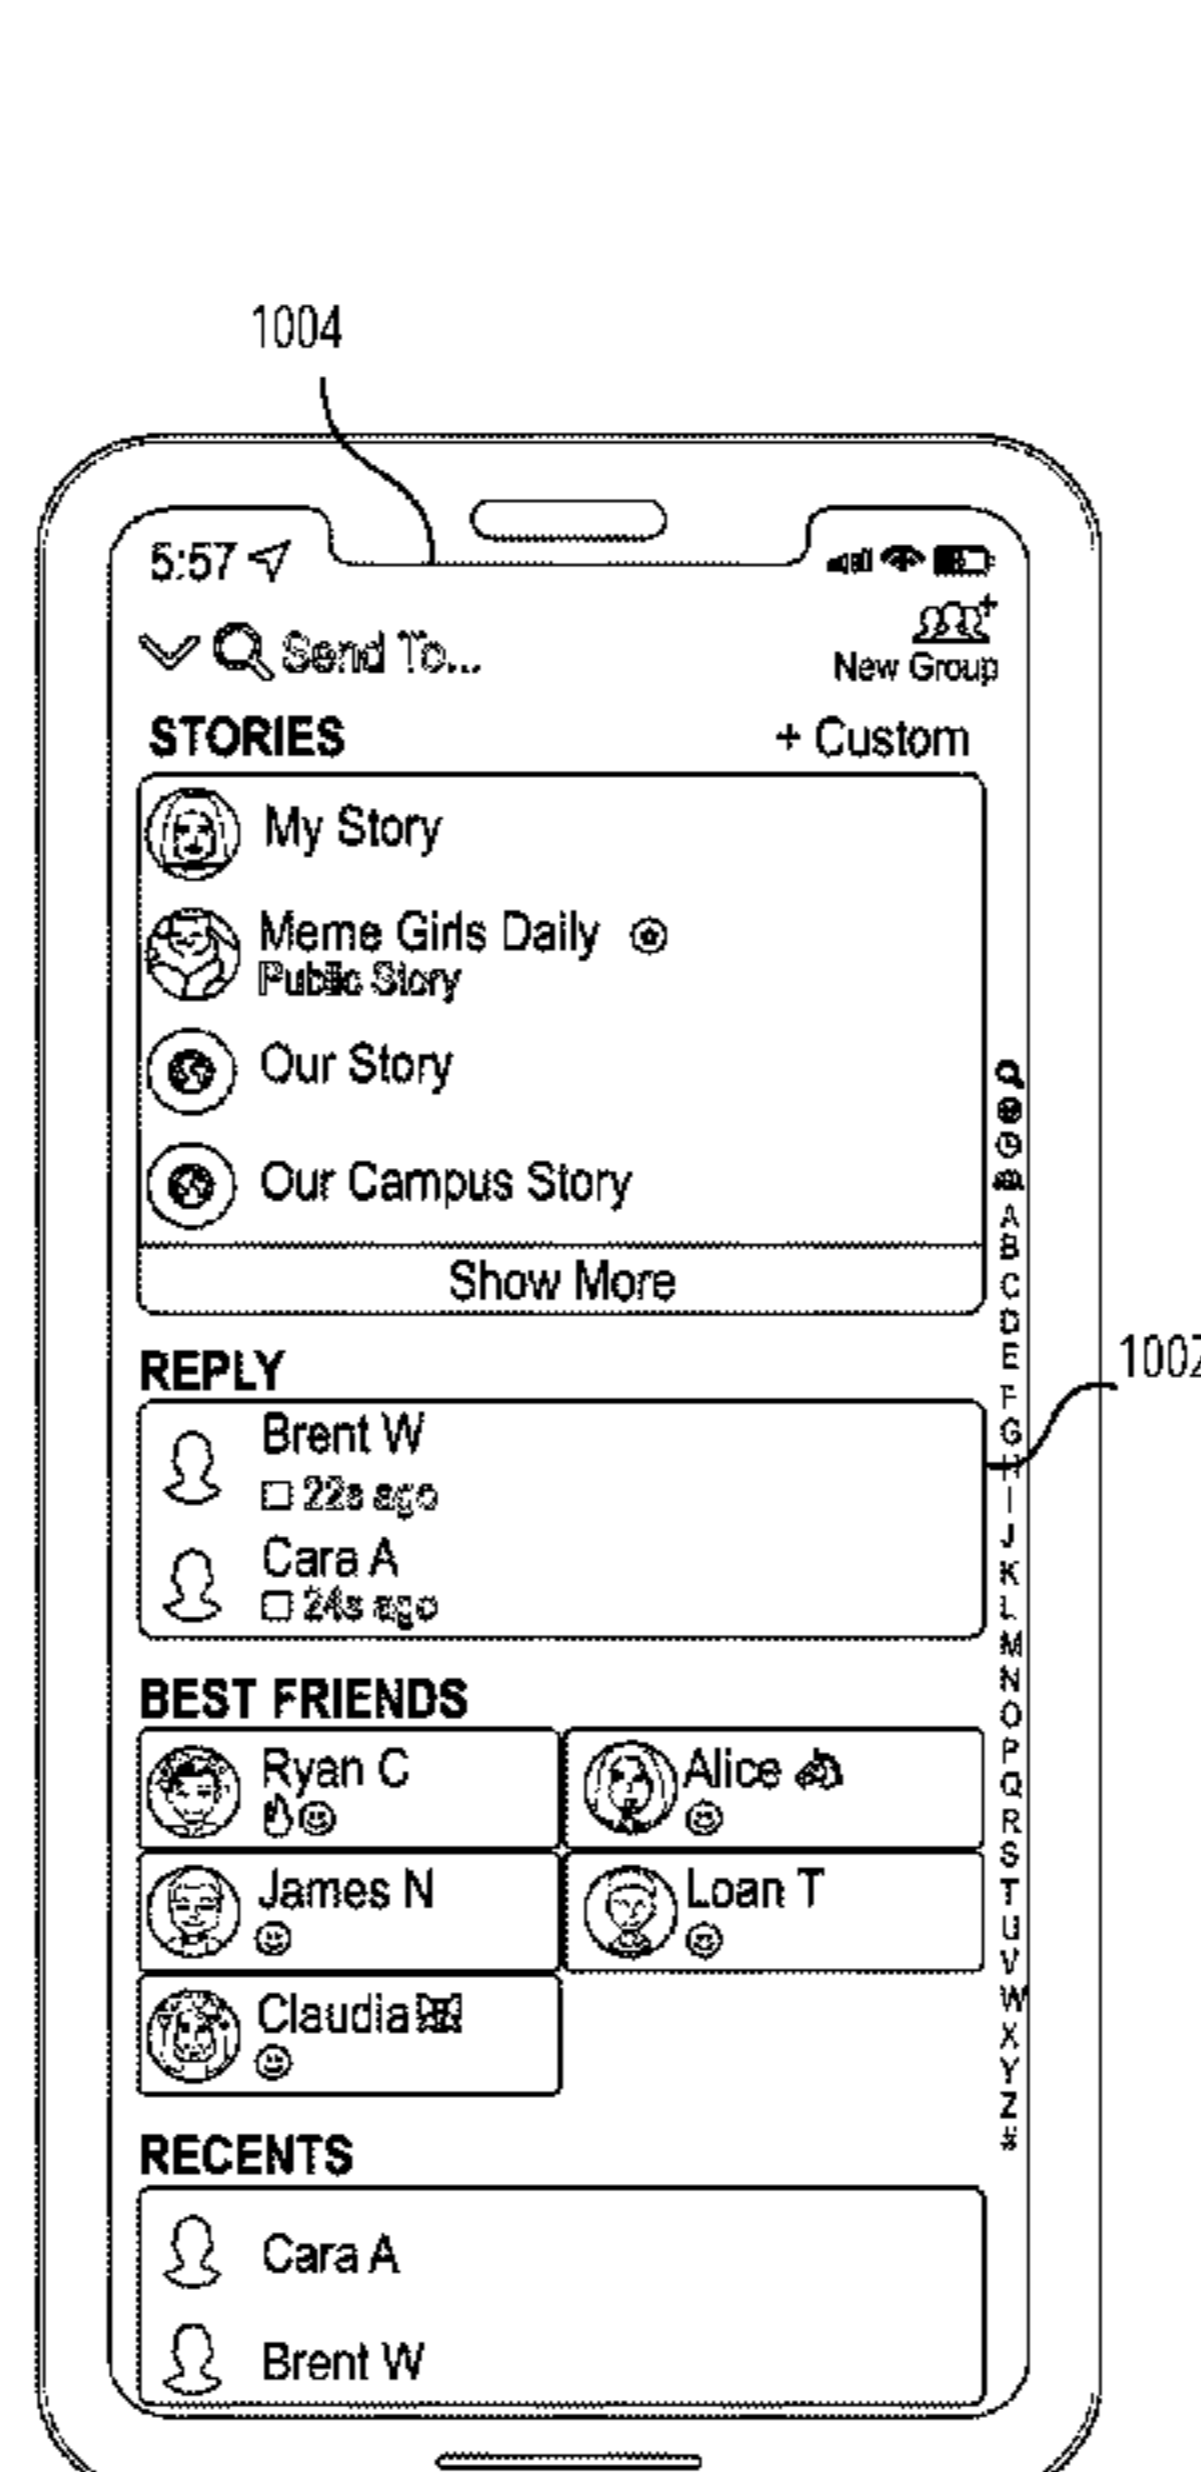 1004
5:57
Send To...
New Group
STORIES + Custom
My Story
Meme Girls Daily
Public Story
Our Story
Our Campus Story
Show More
REPLY
1002
Brent W
22s ago
Cara A
24s ago
BEST FRIENDS
Ryan C
Alice
James N
Loan T
Claudia
RECENTS
Cara A
Brent W
A
B
C
D
E
F
G
H
I
J
K
L
M
N
O
P
Q
R
S
T
U
V
W
X
Y
Z
#